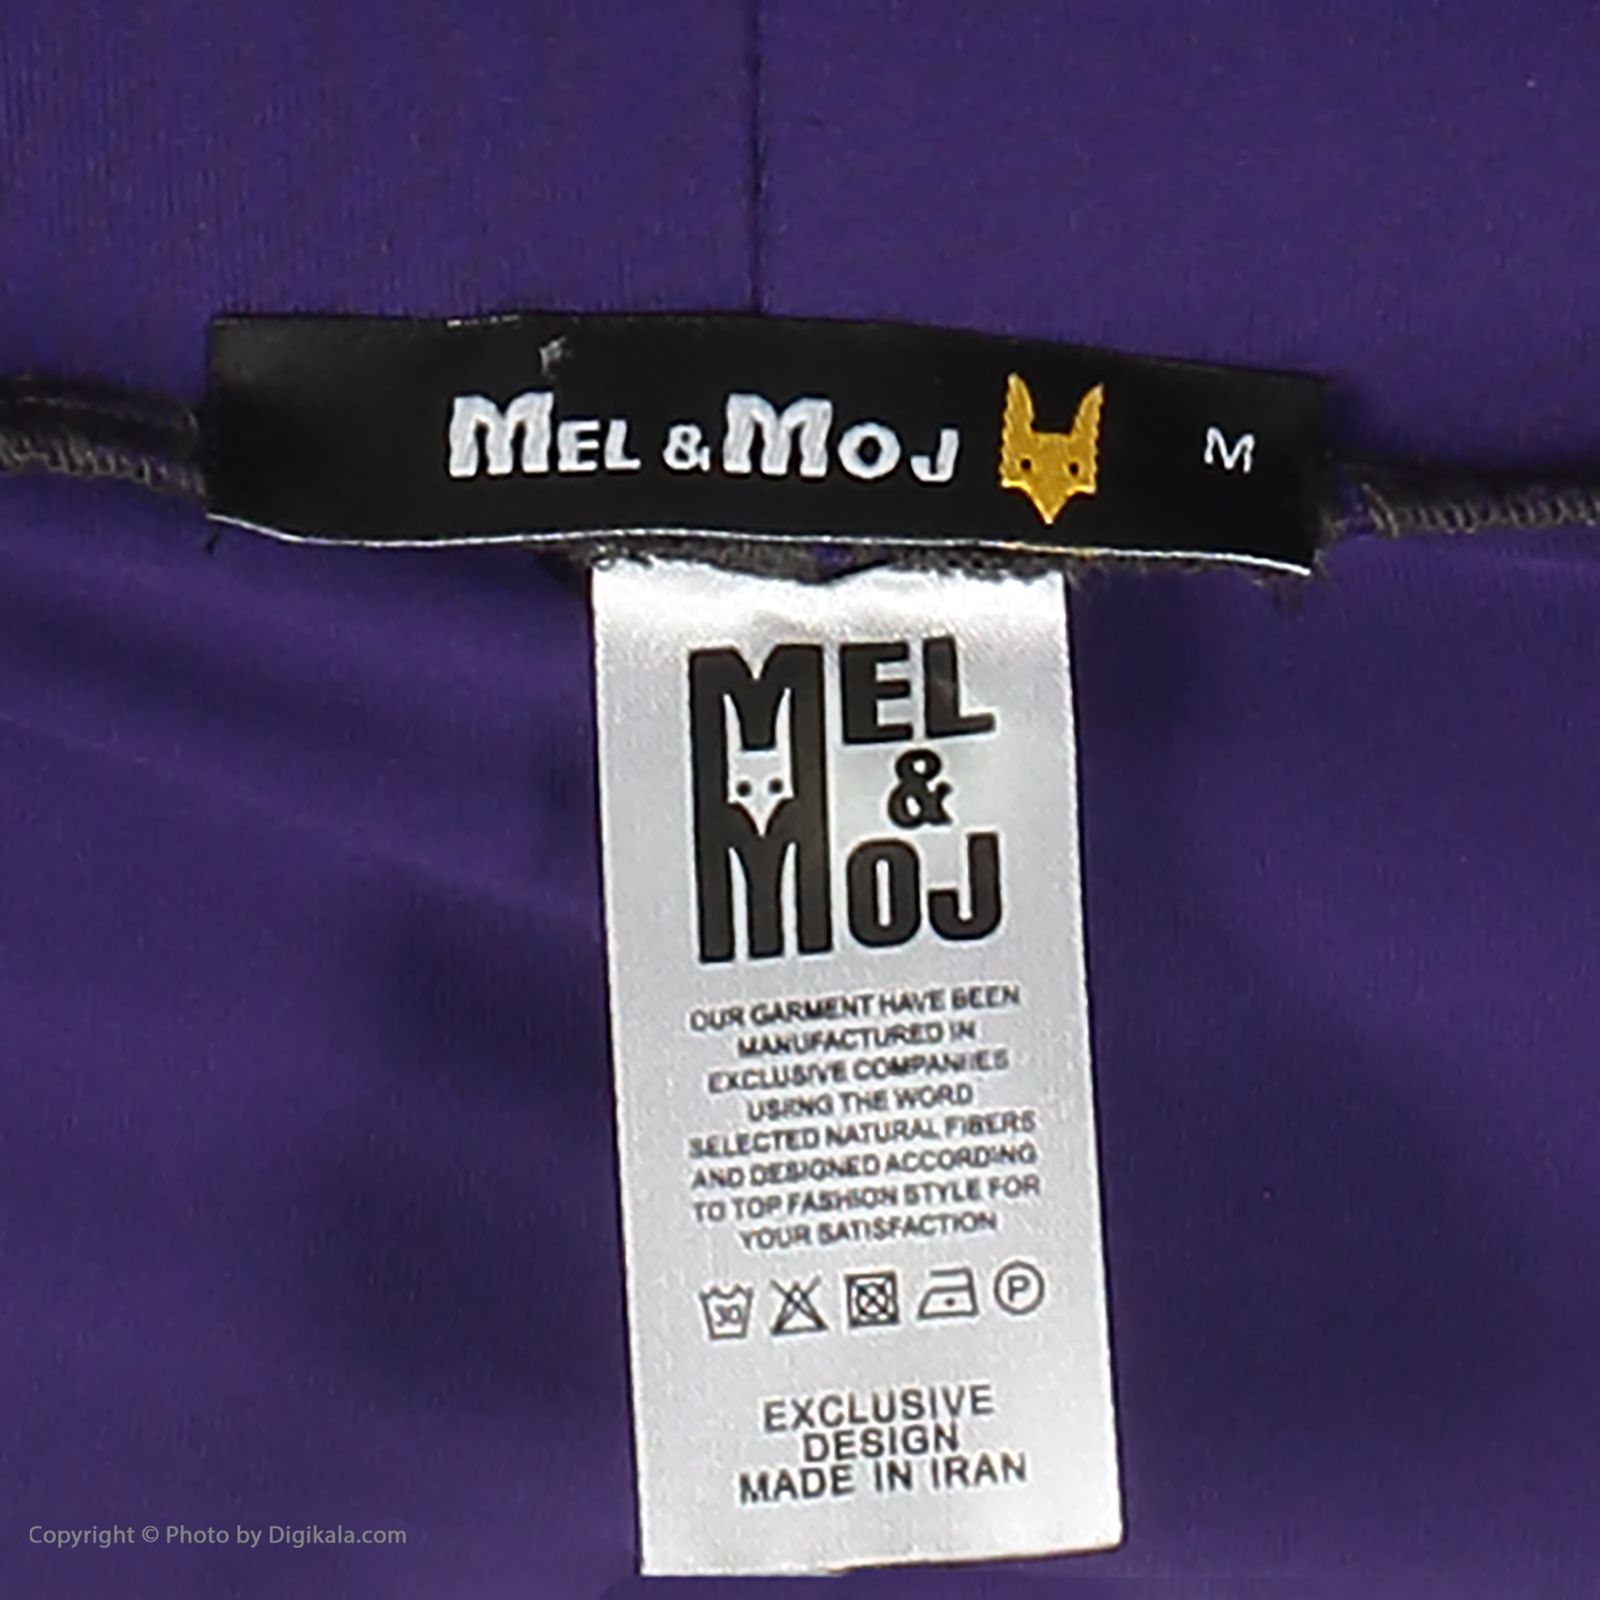 MEL & MOJ M
MEL
&
MOJ
OUR GARMENT HAVE BEEN
MANUFACTURED IN
EXCLUSIVE COMPANIES
USING THE WORD
SELECTED NATURAL FIBERS
AND DESIGNED ACCORDING
TO TOP FASHION STYLE FOR
YOUR SATISFACTION
30 P
EXCLUSIVE
DESIGN
MADE IN IRAN
Copyright © Photo by Digikala.com